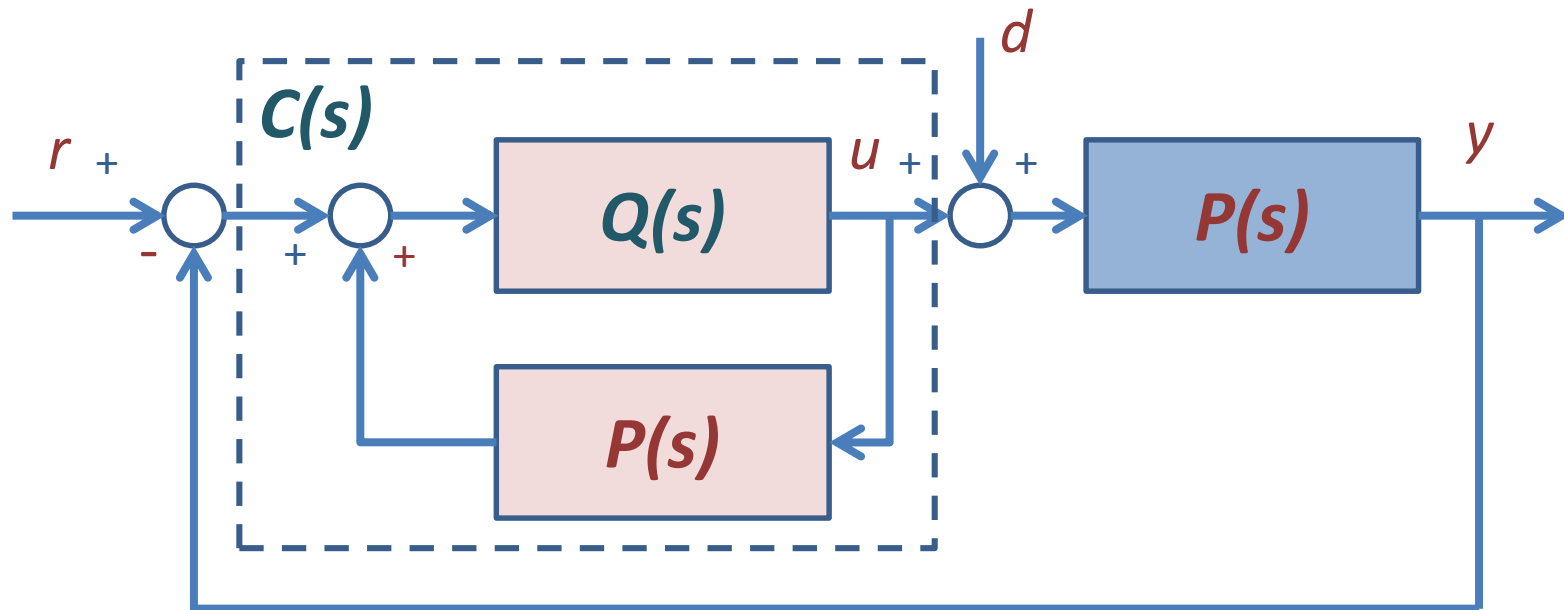 d
C(s)
r + u + + y
Q(s) P(s)
- + +
P(s)